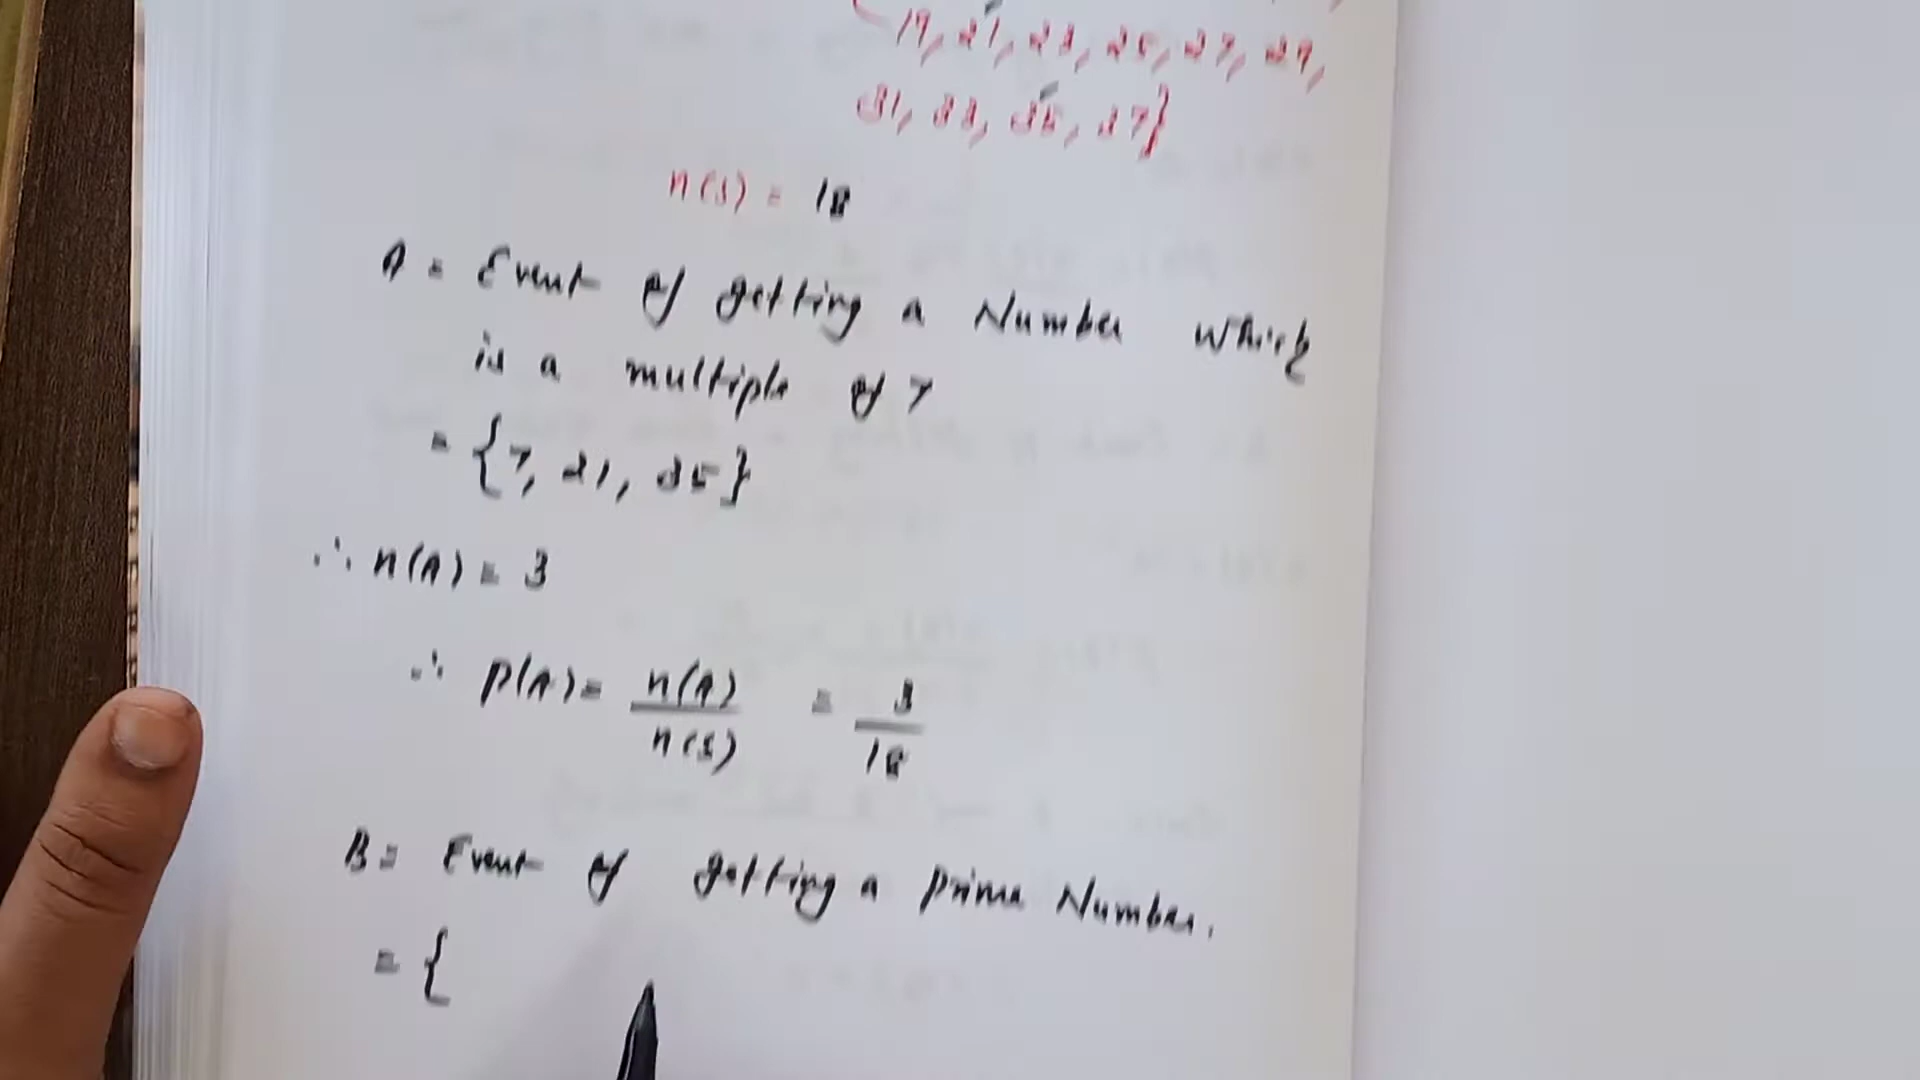 19, 21, 23, 25, 27, 29,
31, 33, 35, 37}
n(s) = 18
A = Event of getting a Number which
is a multiple of 7
= {7, 21, 35}
∴ n(A) = 3
∴ P(A) = n(A) / n(s) = 3 / 18
B = Event of getting a prime Number.
= {